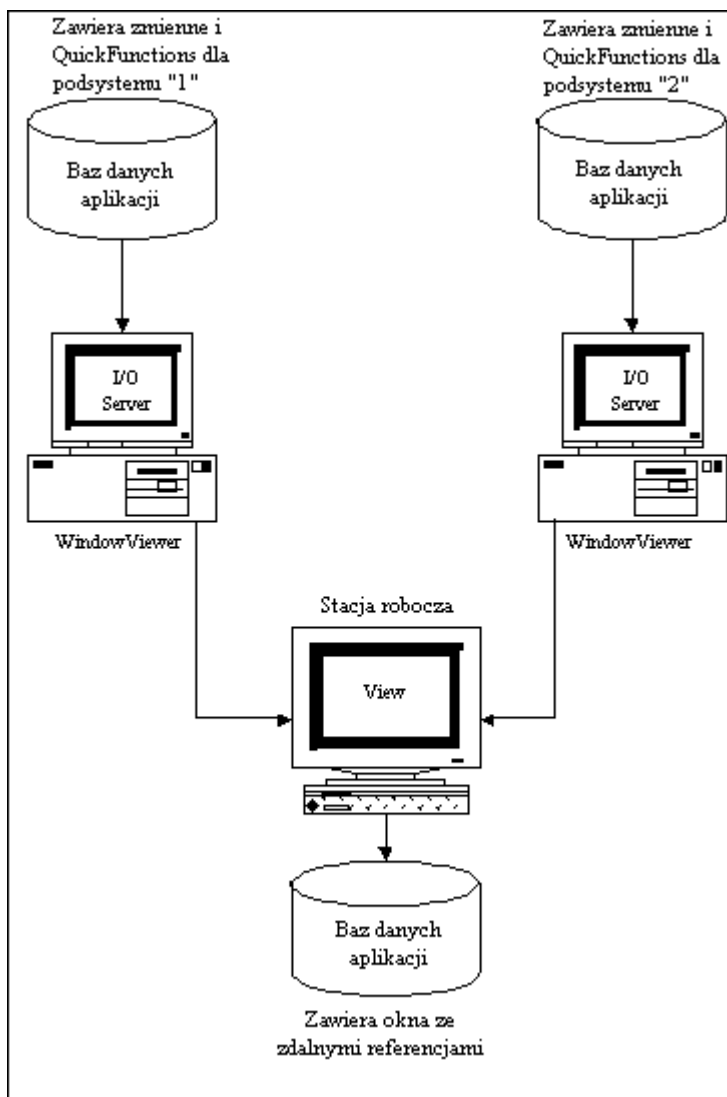 Zawiera zmienne i
QuickFunctions dla
podsystemu "1"
Zawiera zmienne i
QuickFunctions dla
podsystemu "2"
Baz danych
aplikacji
Baz danych
aplikacji
I/O
Server
I/O
Server
WindowViewer
WindowViewer
Stacja robocza
View
Baz danych
aplikacji
Zawiera okna ze
zdalnymi referencjami